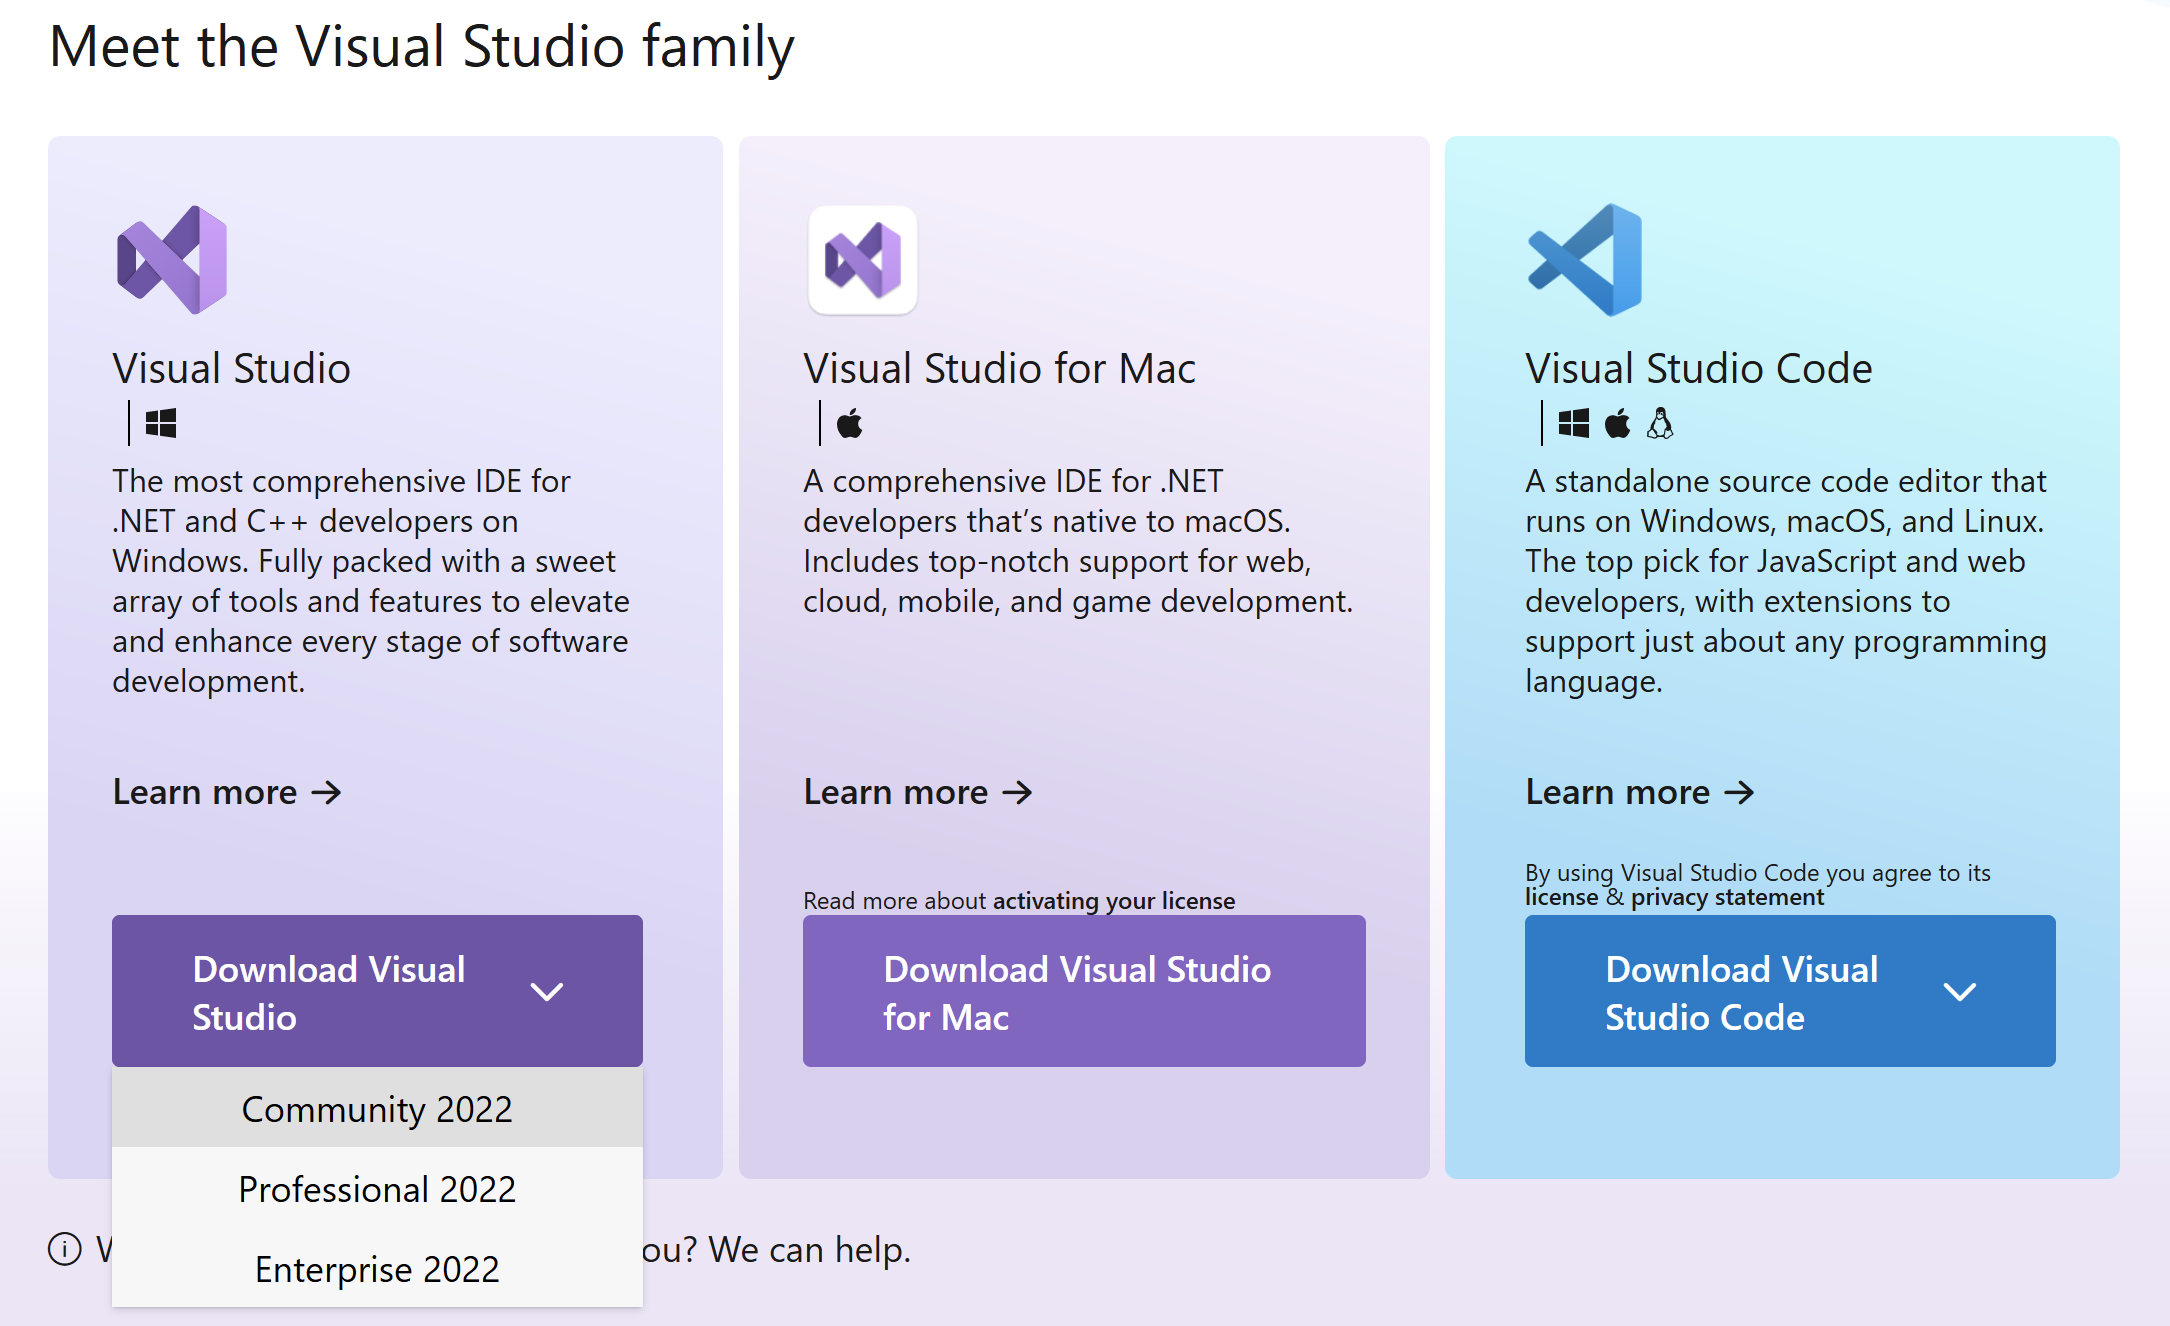 Meet the Visual Studio family
Visual Studio
The most comprehensive IDE for
.NET and C++ developers on
Windows. Fully packed with a sweet
array of tools and features to elevate
and enhance every stage of software
development.
Learn more
Download Visual
Studio
Community 2022
Professional 2022
Enterprise 2022
Visual Studio for Mac
A comprehensive IDE for .NET
developers that’s native to macOS.
Includes top-notch support for web,
cloud, mobile, and game development.
Learn more
Read more about activating your license
Download Visual Studio
for Mac
Visual Studio Code
A standalone source code editor that
runs on Windows, macOS, and Linux.
The top pick for JavaScript and web
developers, with extensions to
support just about any programming
language.
Learn more
By using Visual Studio Code you agree to its
license & privacy statement
Download Visual
Studio Code
? We can help.